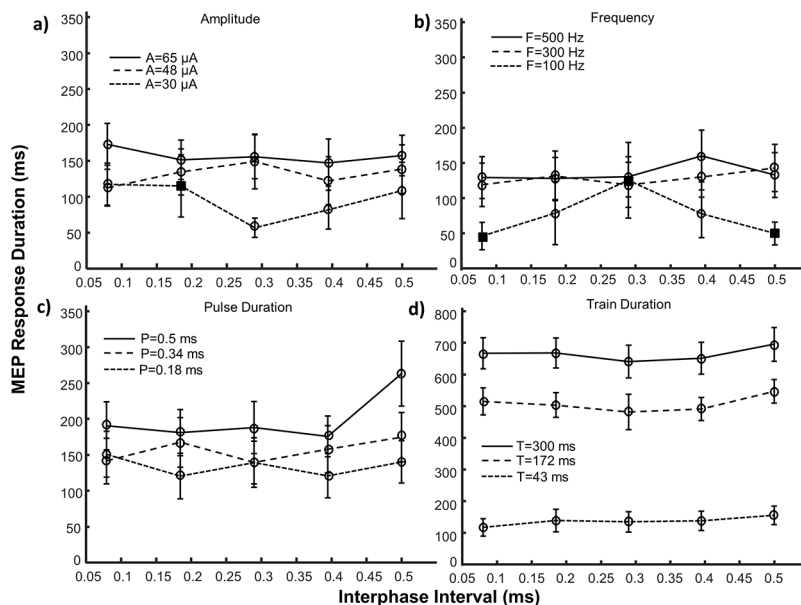 a)
Amplitude
350
300
250
200
150
100
50
0
A=65 µA
A=48 µA
A=30 µA
0.05 0.1 0.15 0.2 0.25 0.3 0.35 0.4 0.45 0.5
b)
Frequency
350
300
250
200
150
100
50
0
F=500 Hz
F=300 Hz
F=100 Hz
0.05 0.1 0.15 0.2 0.25 0.3 0.35 0.4 0.45 0.5
MEP Response Duration (ms)
c)
Pulse Duration
350
300
250
200
150
100
50
0
P=0.5 ms
P=0.34 ms
P=0.18 ms
0.05 0.1 0.15 0.2 0.25 0.3 0.35 0.4 0.45 0.5
d)
Train Duration
800
700
600
500
400
300
200
100
0
T=300 ms
T=172 ms
T=43 ms
0.05 0.1 0.15 0.2 0.25 0.3 0.35 0.4 0.45 0.5
Interphase Interval (ms)